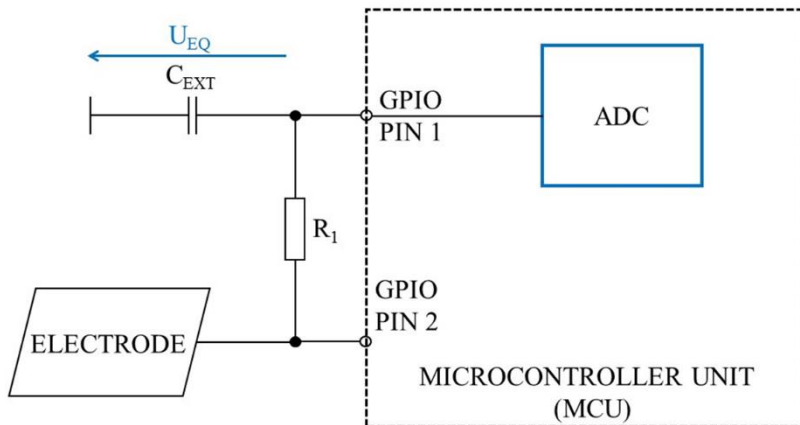 U_EQ
C_EXT
GPIO
PIN 1
ADC
R_1
GPIO
PIN 2
ELECTRODE
MICROCONTROLLER UNIT
(MCU)